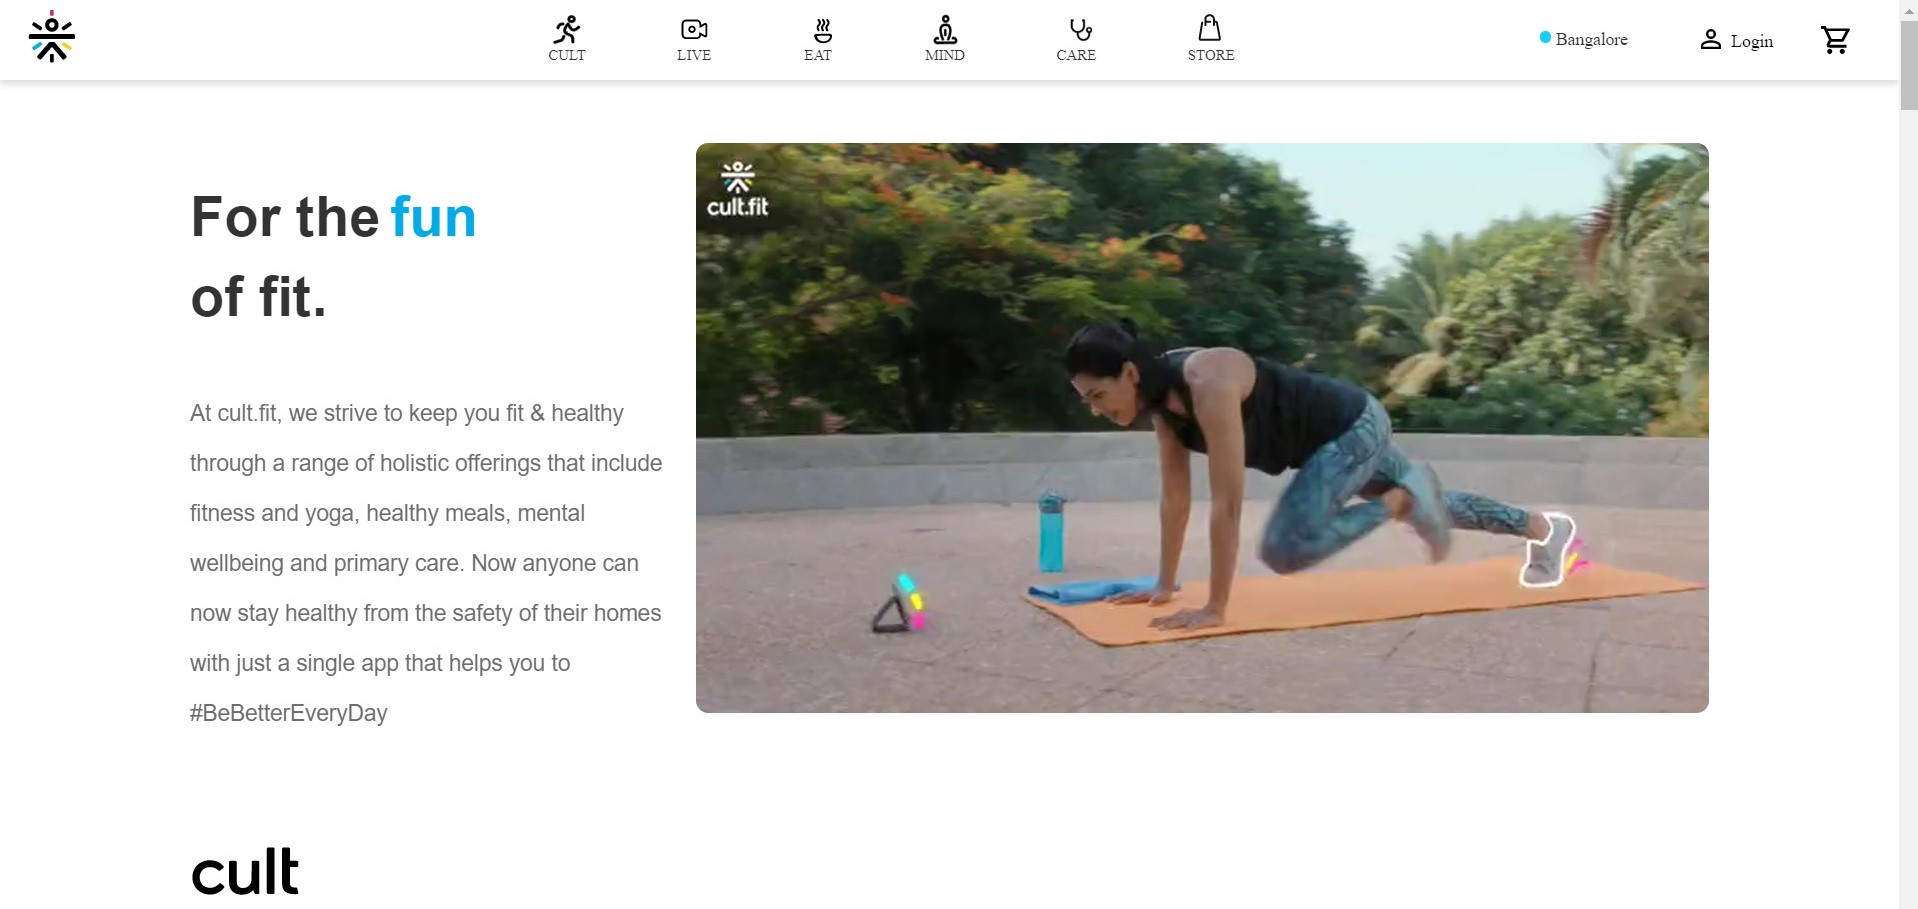 CULT
LIVE
EAT
MIND
CARE
STORE
Bangalore
Login
For the fun
of fit.
cult.fit
At cult.fit, we strive to keep you fit & healthy
through a range of holistic offerings that include
fitness and yoga, healthy meals, mental
wellbeing and primary care. Now anyone can
now stay healthy from the safety of their homes
with just a single app that helps you to
#BeBetterEveryDay
cult